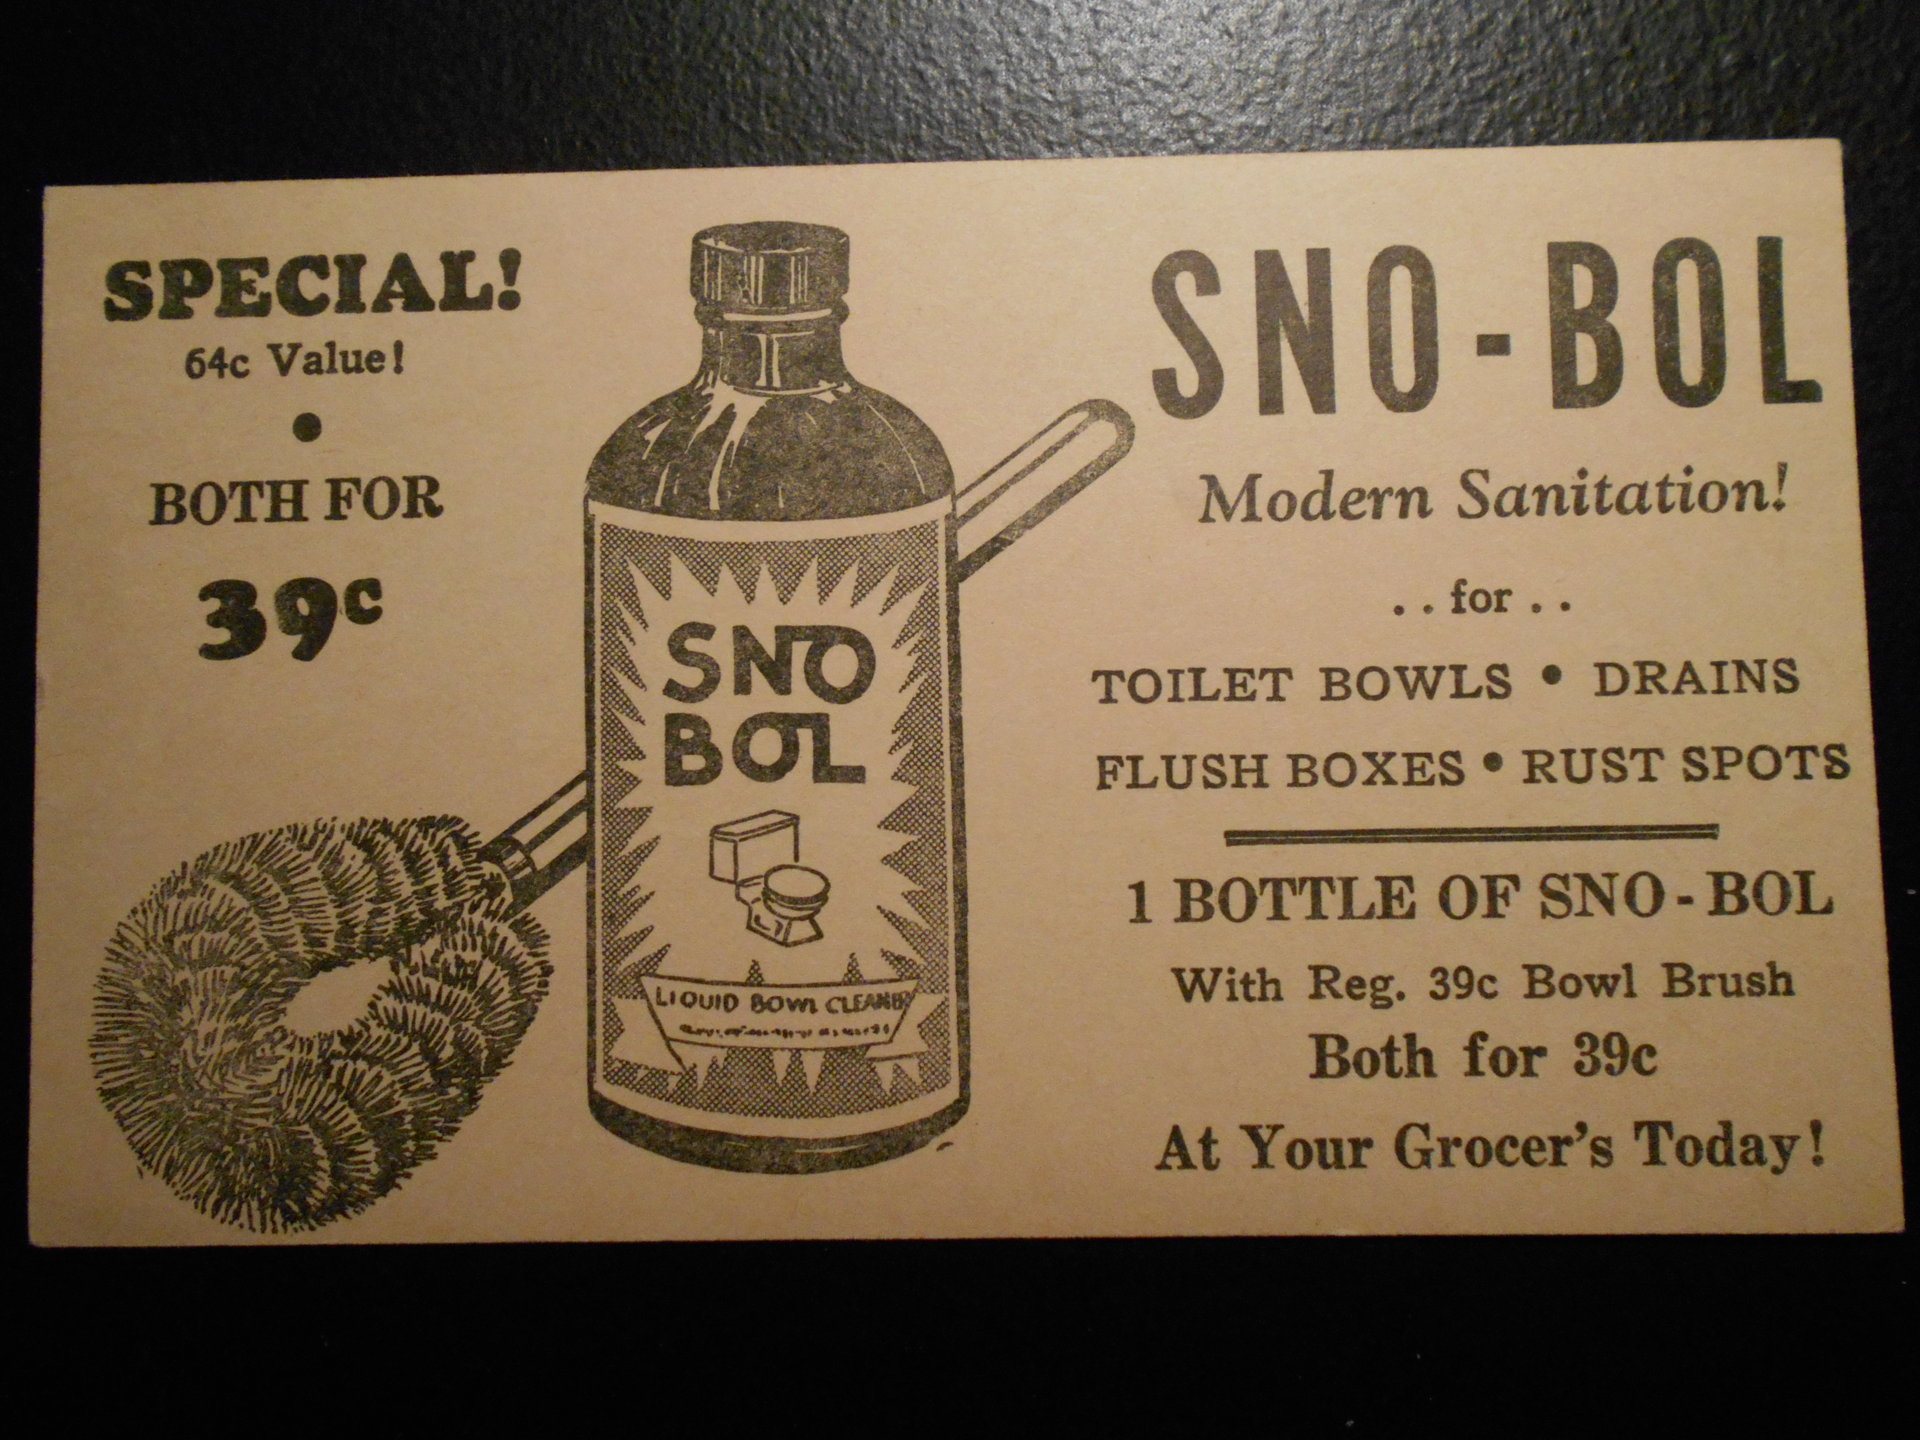 SPECIAL!
64c Value!
•
BOTH FOR
39c
SNO
BOL
LIQUID BOWL CLEANER
SNO-BOL
Modern Sanitation!
..for..
TOILET BOWLS • DRAINS
FLUSH BOXES • RUST SPOTS
1 BOTTLE OF SNO-BOL
With Reg. 39c Bowl Brush
Both for 39c
At Your Grocer's Today!